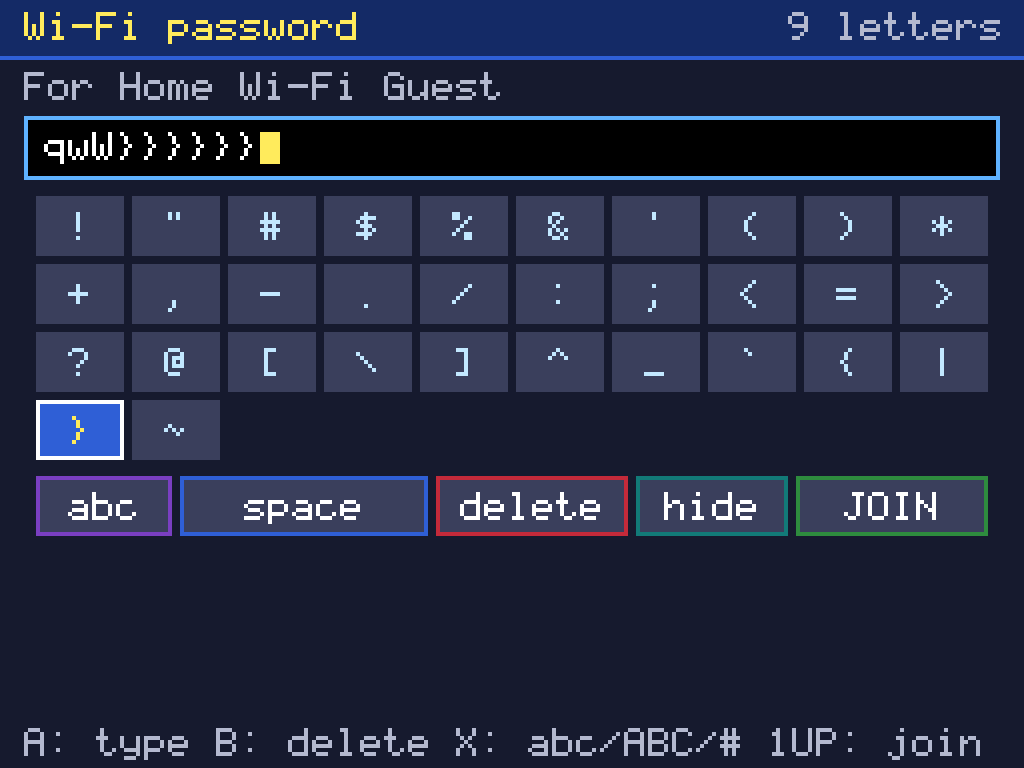 Wi-Fi password 9 letters
For Home Wi-Fi Guest
qwW}}}}}}
! " # $ % & ' ( ) *
+ , - . / : ; < = >
? @ [ \ ] ^ _ ` { |
} ~
abc space delete hide JOIN
A: type B: delete X: abc/ABC/# 1UP: join